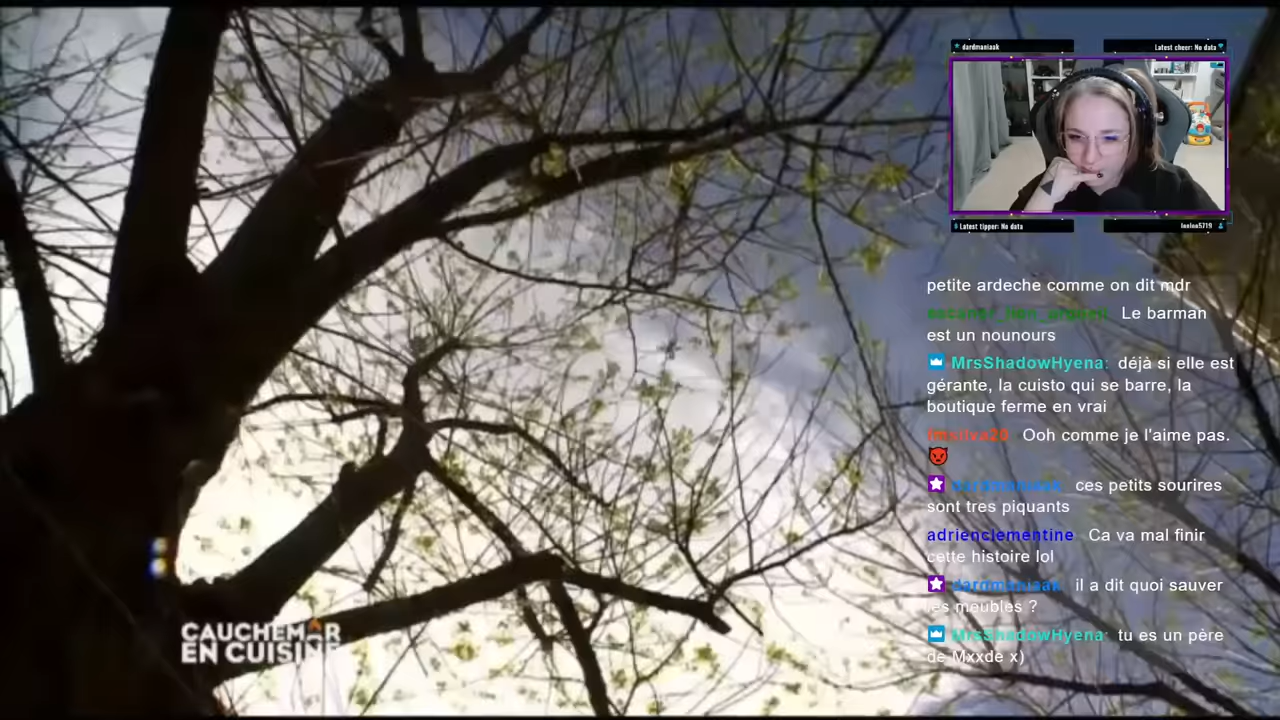 dardmaniaak
Latest cheer: No data
Latest tipper: No data
petite ardeche comme on dit mdr
Le barman
est un nounours
MrsShadowHyena: déjà si elle est
gérante, la cuisto qui se barre, la
boutique ferme en vrai
Ooh comme je l'aime pas.
dardmaniaak ces petits sourires
sont tres piquants
adrienclementine Ca va mal finir
cette histoire lol
dardmaniaak il a dit quoi sauver
les meubles ?
MrsShadowHyena: tu es un père
de Mxxde x)
CAUCHEMAR
EN CUISINE